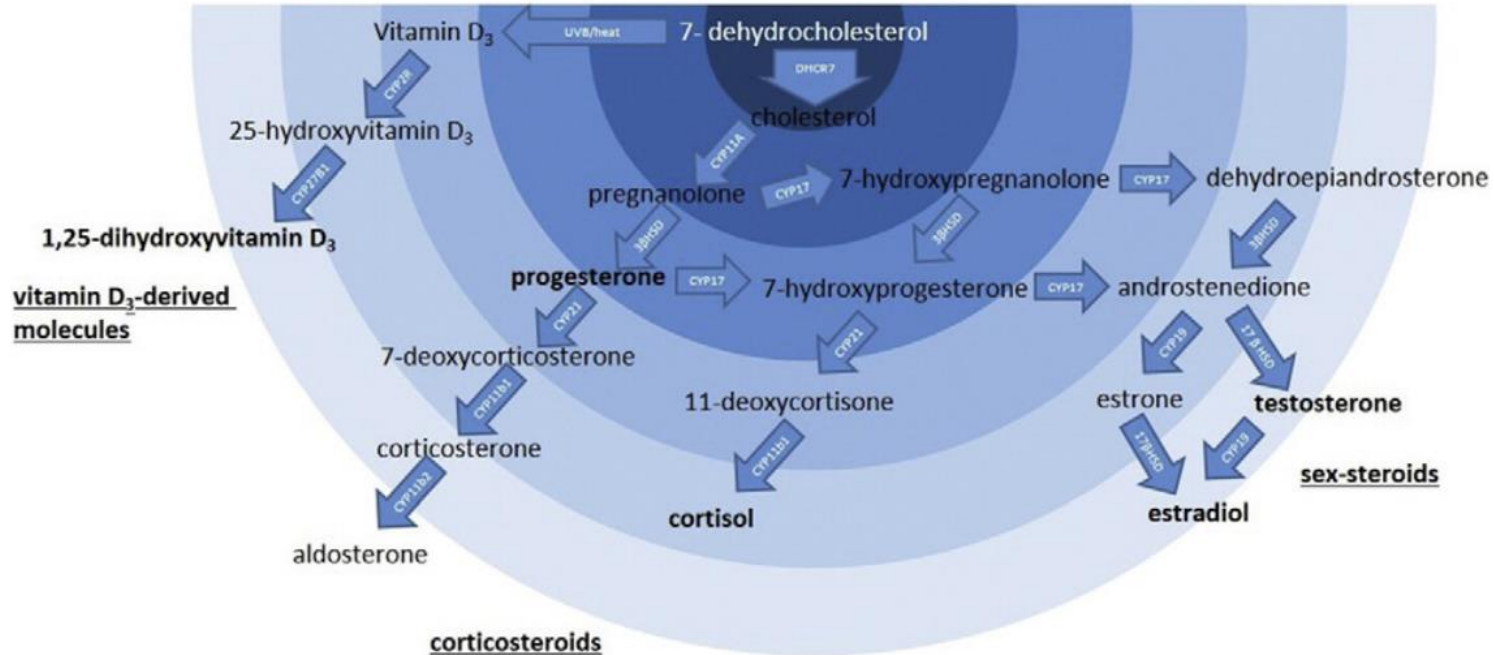 Vitamin D₃
UVB/heat
7- dehydrocholesterol
DHCR7
cholesterol
CYP2R
25-hydroxyvitamin D₃
CYP27B1
1,25-dihydroxyvitamin D₃
vitamin D₃-derived
molecules
CYP11A
pregnanolone
CYP17
7-hydroxypregnanolone
CYP17
dehydroepiandrosterone
3βHSD
3βHSD
3βHSD
progesterone
CYP17
7-hydroxyprogesterone
CYP17
androstenedione
CYP21
CYP21
CYP19
17 β HSD
7-deoxycorticosterone
11-deoxycortisone
estrone
testosterone
CYP11b1
CYP11b1
17βHSD
CYP19
corticosterone
sex-steroids
CYP11b2
cortisol
estradiol
aldosterone
corticosteroids